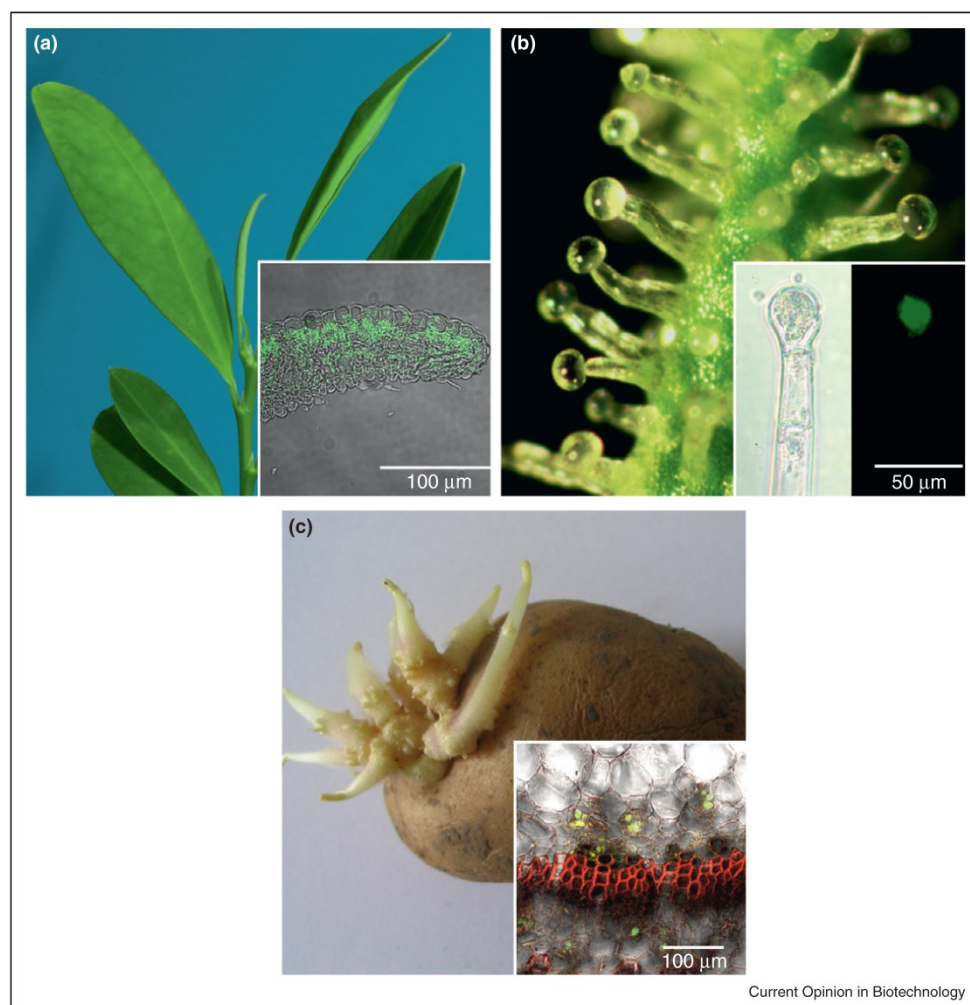 (a)
(b)
100 μm
50 μm
(c)
100 μm
Current Opinion in Biotechnology